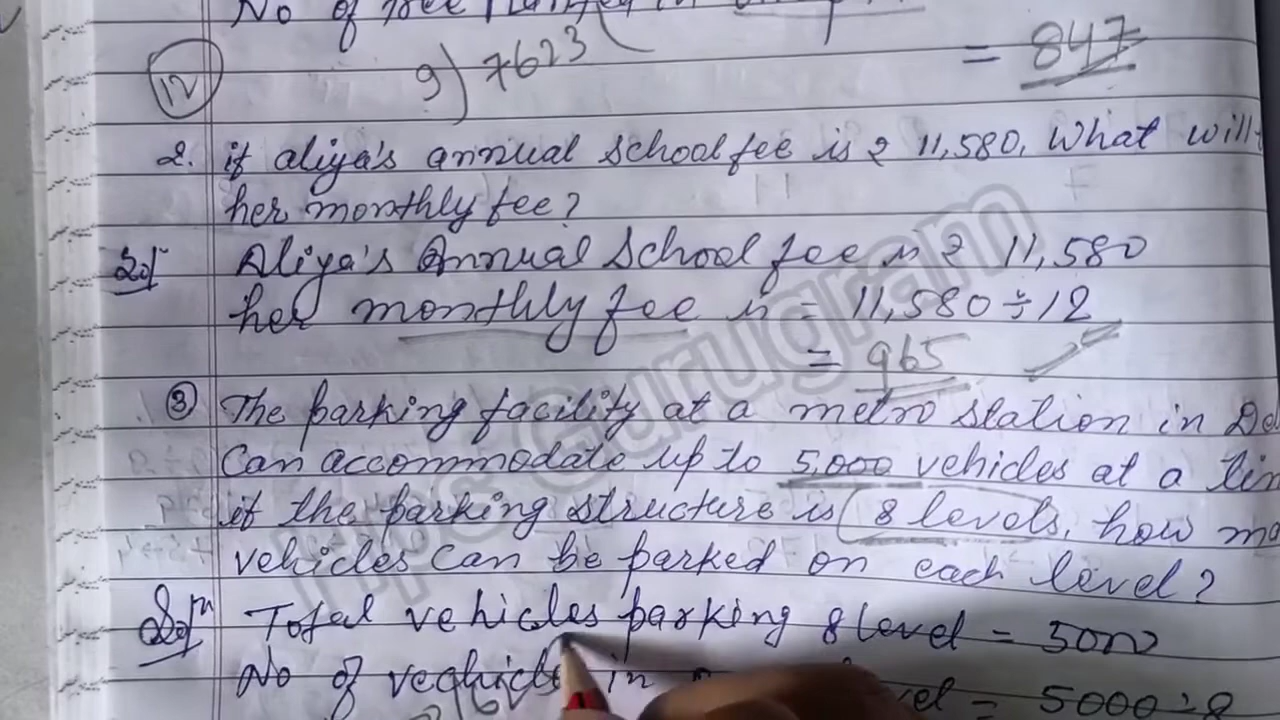 No of
12
9) 7623
= 847
2. if aliya's annual School fee is ₹ 11,580, What will
her monthly fee?
Sol Aliya's Annual School fee is ₹ 11,580
her monthly fee is = 11,580 ÷ 12
= 965
3 The parking facility at a metro station in
Can accommodate up to 5,000 vehicles at a
if the parking structure is 8 levels, how
vehicles can be parked on each level?
Solⁿ Total vehicles parking 8 level = 5000
No of in = 5000 ÷ 8
Gurugram